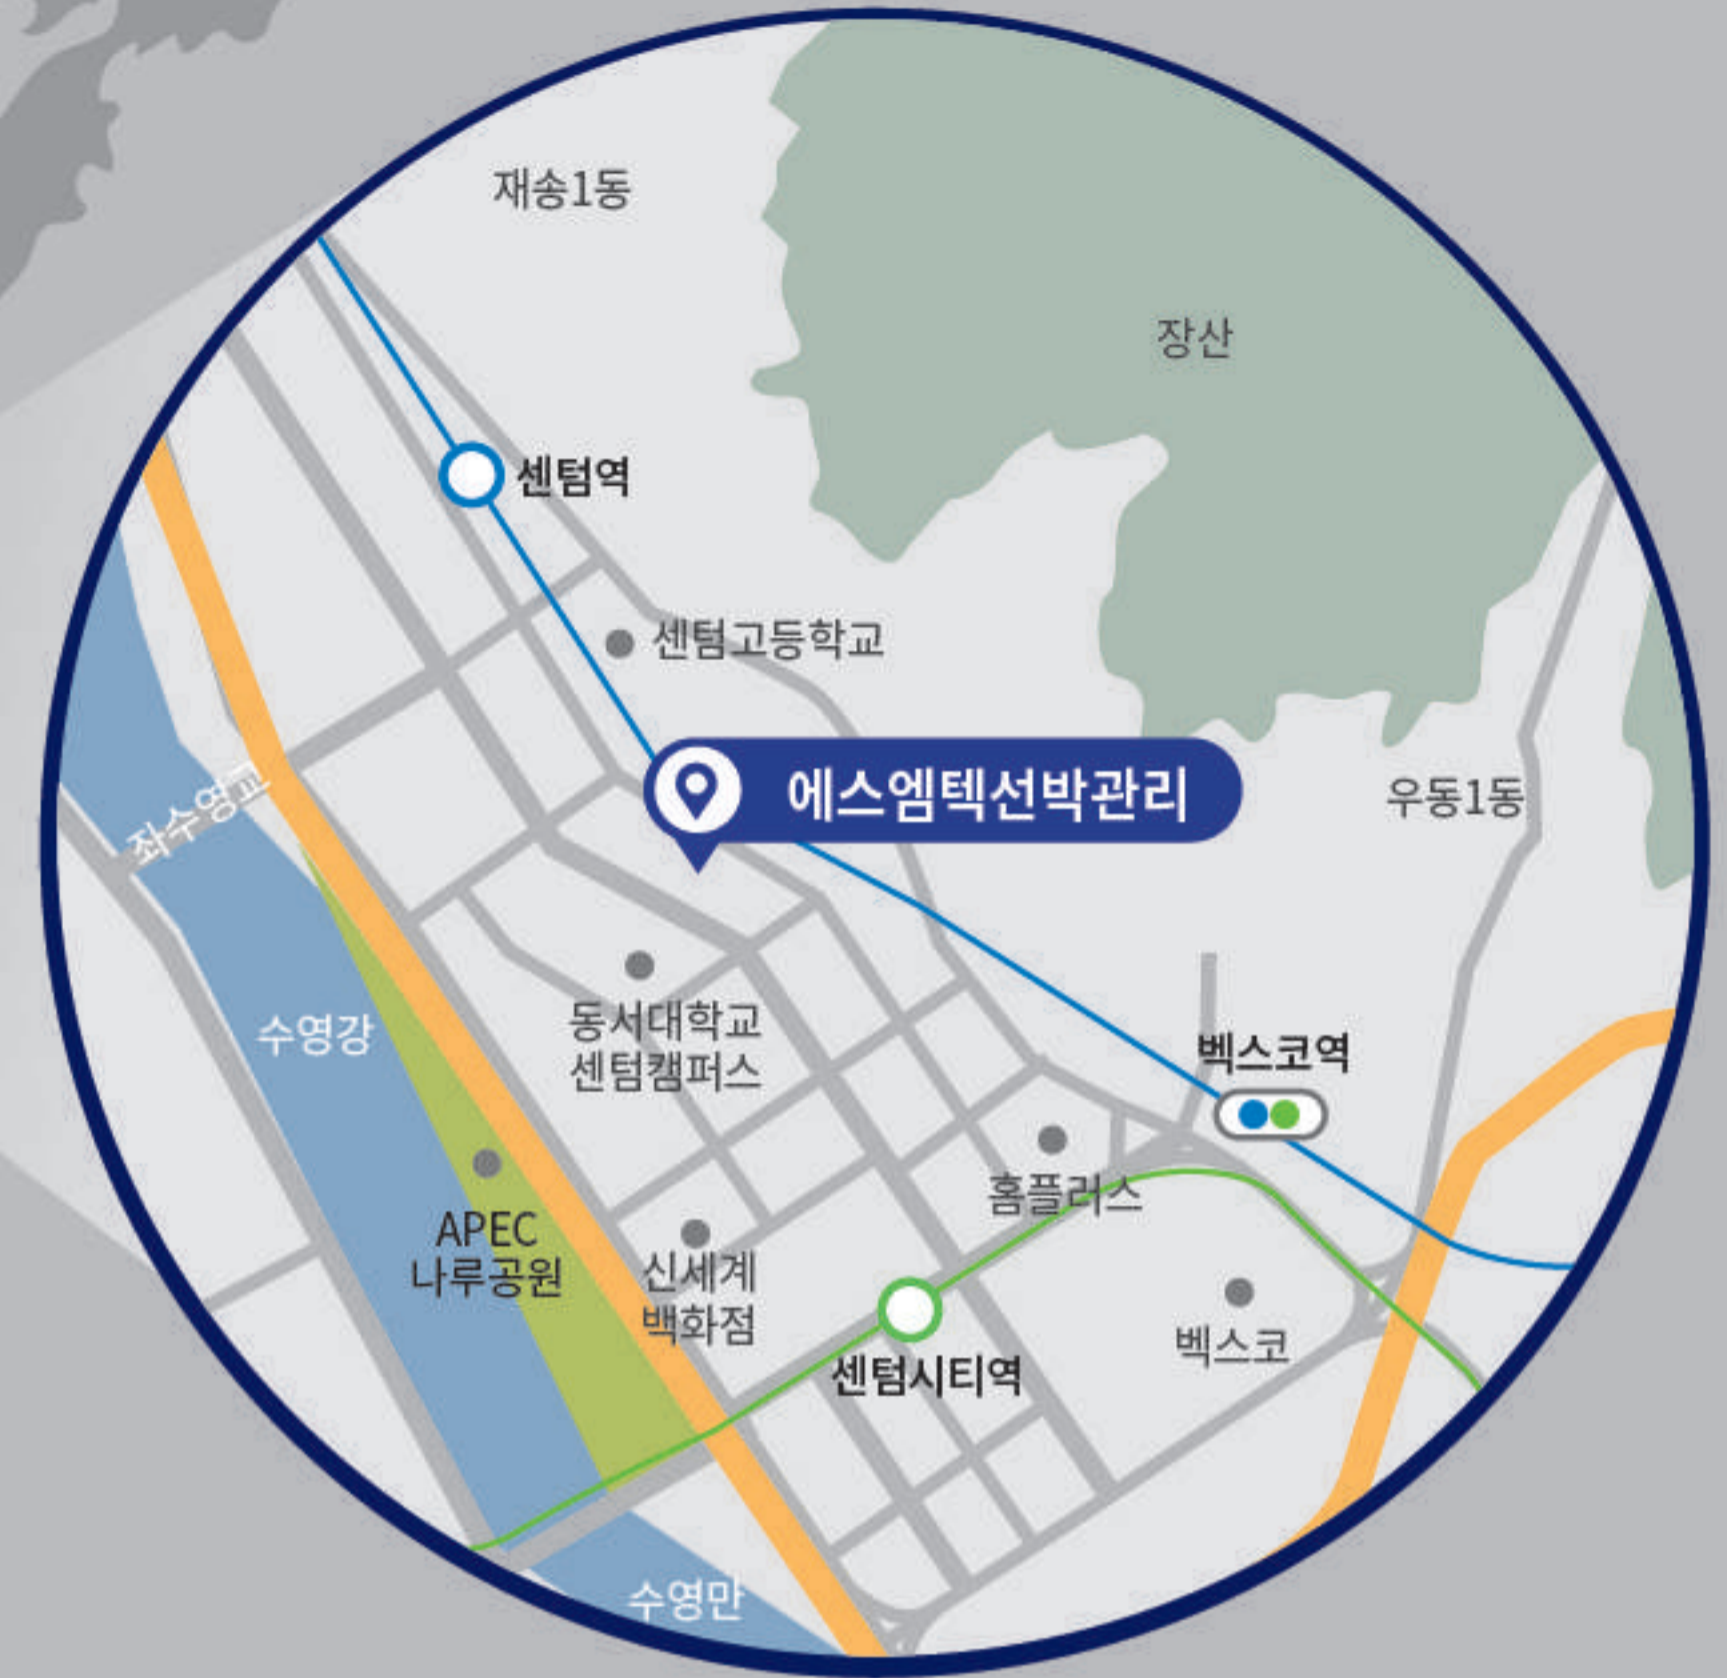 재송1동
장산
센텀역
센텀고등학교
에스엠텍선박관리
우동1동
좌수영교
수영강
동서대학교
센텀캠퍼스
벡스코역
홈플러스
APEC
나루공원
신세계
백화점
센텀시티역
벡스코
수영만